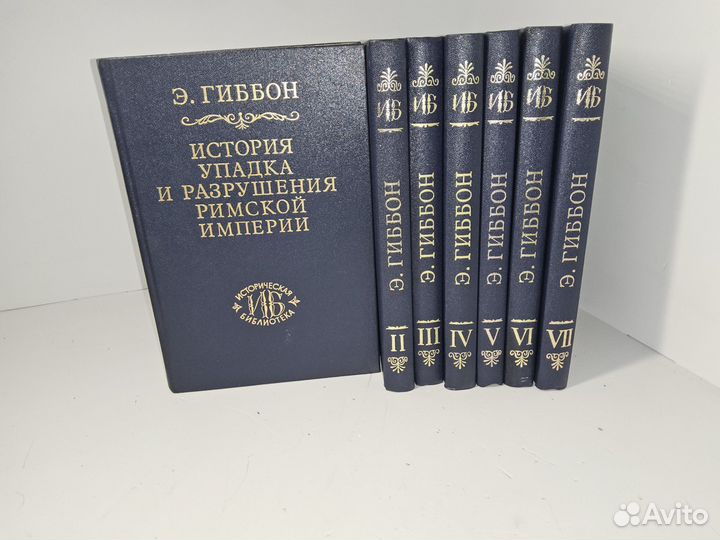 Э. ГИББОН
ИСТОРИЯ
УПАДКА
И РАЗРУШЕНИЯ
РИМСКОЙ
ИМПЕРИИ
ИСТОРИЧЕСКАЯ
ИБ
БИБЛИОТЕКА
ИБ
Э. ГИББОН
II
ИБ
Э. ГИББОН
III
ИБ
Э. ГИББОН
IV
ИБ
Э. ГИББОН
V
ИБ
Э. ГИББОН
VI
ИБ
Э. ГИББОН
VII
Avito